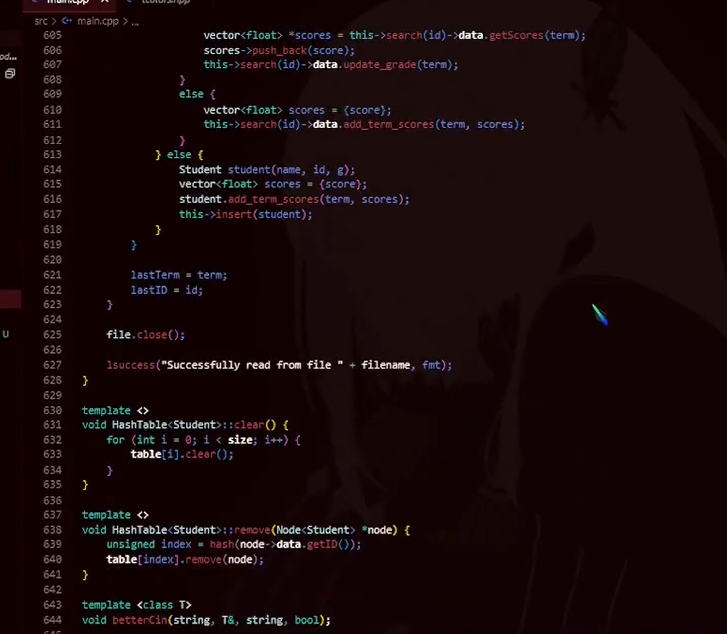 main.cpp
tcolors.hpp
src > main.cpp > ...
605 vector<float> *scores = this->search(id)->data.getScores(term);
606 scores->push_back(score);
607 this->search(id)->data.update_grade(term);
608 }
609 else {
610 vector<float> scores = {score};
611 this->search(id)->data.add_term_scores(term, scores);
612 }
613 } else {
614 Student student(name, id, g);
615 vector<float> scores = {score};
616 student.add_term_scores(term, scores);
617 this->insert(student);
618 }
619 }
620
621 lastTerm = term;
622 lastID = id;
623 }
624
625 file.close();
626
627 lsuccess("Successfully read from file " + filename, fmt);
628 }
629
630 template <>
631 void HashTable<Student>::clear() {
632 for (int i = 0; i < size; i++) {
633 table[i].clear();
634 }
635 }
636
637 template <>
638 void HashTable<Student>::remove(Node<Student> *node) {
639 unsigned index = hash(node->data.getID());
640 table[index].remove(node);
641 }
642
643 template <class T>
644 void betterCin(string, T&, string, bool);
od...
U